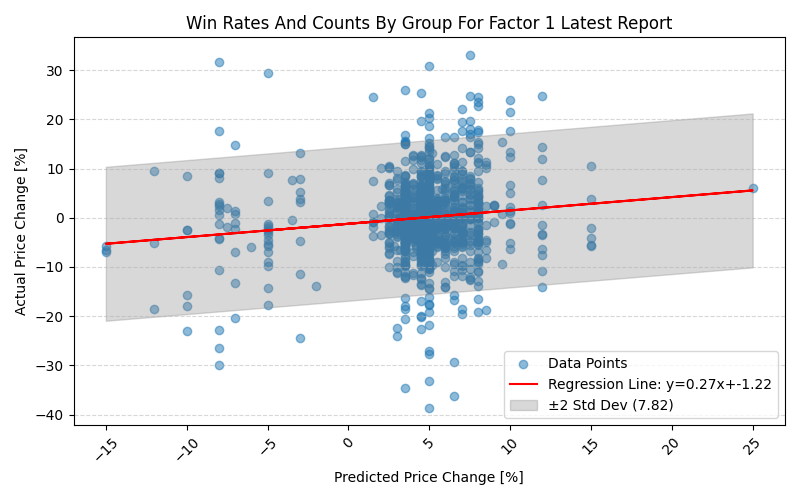 Win Rates And Counts By Group For Factor 1 Latest Report
Actual Price Change [%]
30
20
10
0
−10
−20
−30
−40
Data Points
Regression Line: y=0.27x+-1.22
±2 Std Dev (7.82)
−15
−10
−5
0
5
10
15
20
25
Predicted Price Change [%]